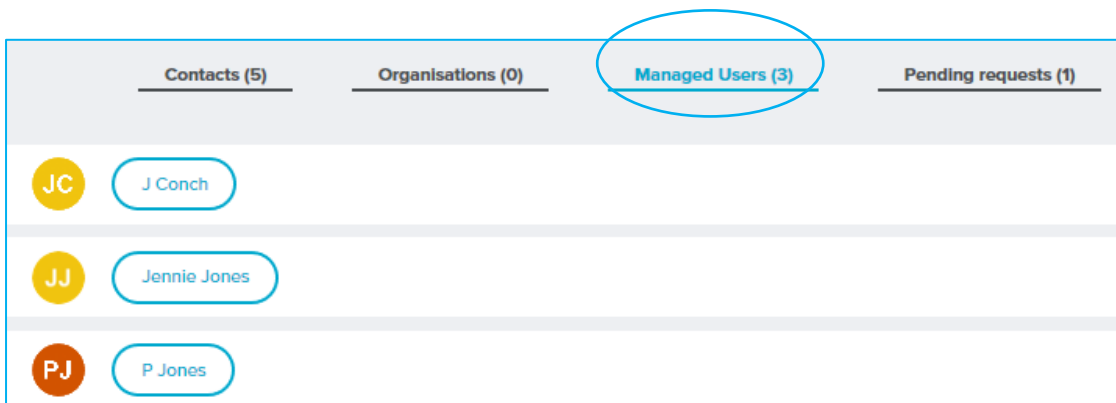 Contacts (5) Organisations (0) Managed Users (3) Pending requests (1)
JC J Conch
JJ Jennie Jones
PJ P Jones